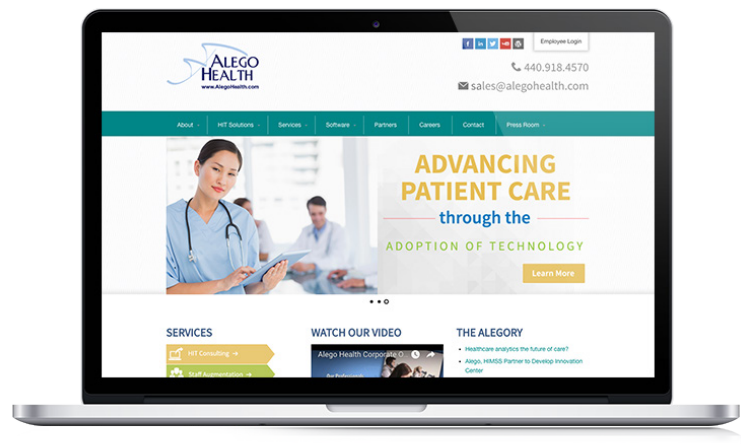 Employee Login
440.918.4570
sales@alegohealth.com
ALEGO
HEALTH
www.AlegoHealth.com
About
HIT Solutions
Services
Software
Partners
Careers
Contact
Press Room
ADVANCING
PATIENT CARE
through the
ADOPTION OF TECHNOLOGY
Learn More
SERVICES
HIT Consulting
Staff Augmentation
WATCH OUR VIDEO
Alego Health Corporate O...
THE ALEGORY
Healthcare analytics the future of care?
Alego, HIMSS Partner to Develop Innovation
Center